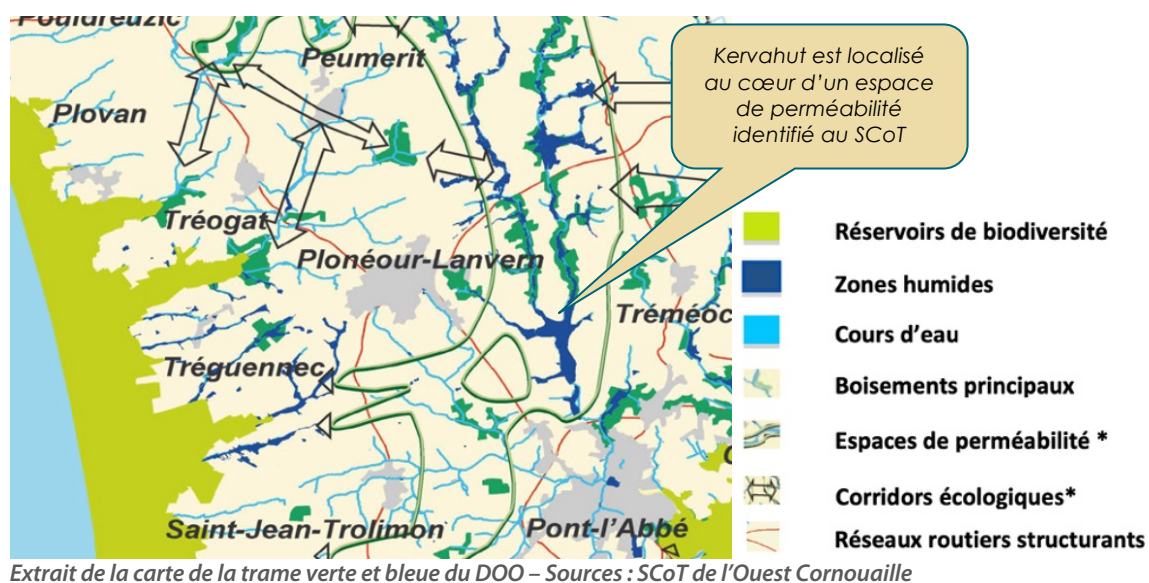 Pouldreuzic
Peumerit
Plovan
Kervahut est localisé
au cœur d'un espace
de perméabilité
identifié au SCoT
Tréogat
Plonéour-Lanvern
Tréméoc
Tréguennec
Saint-Jean-Trolimon
Pont-l'Abbé
Réservoirs de biodiversité
Zones humides
Cours d'eau
Boisements principaux
Espaces de perméabilité *
Corridors écologiques*
Réseaux routiers structurants
Extrait de la carte de la trame verte et bleue du DOO – Sources : SCoT de l'Ouest Cornouaille